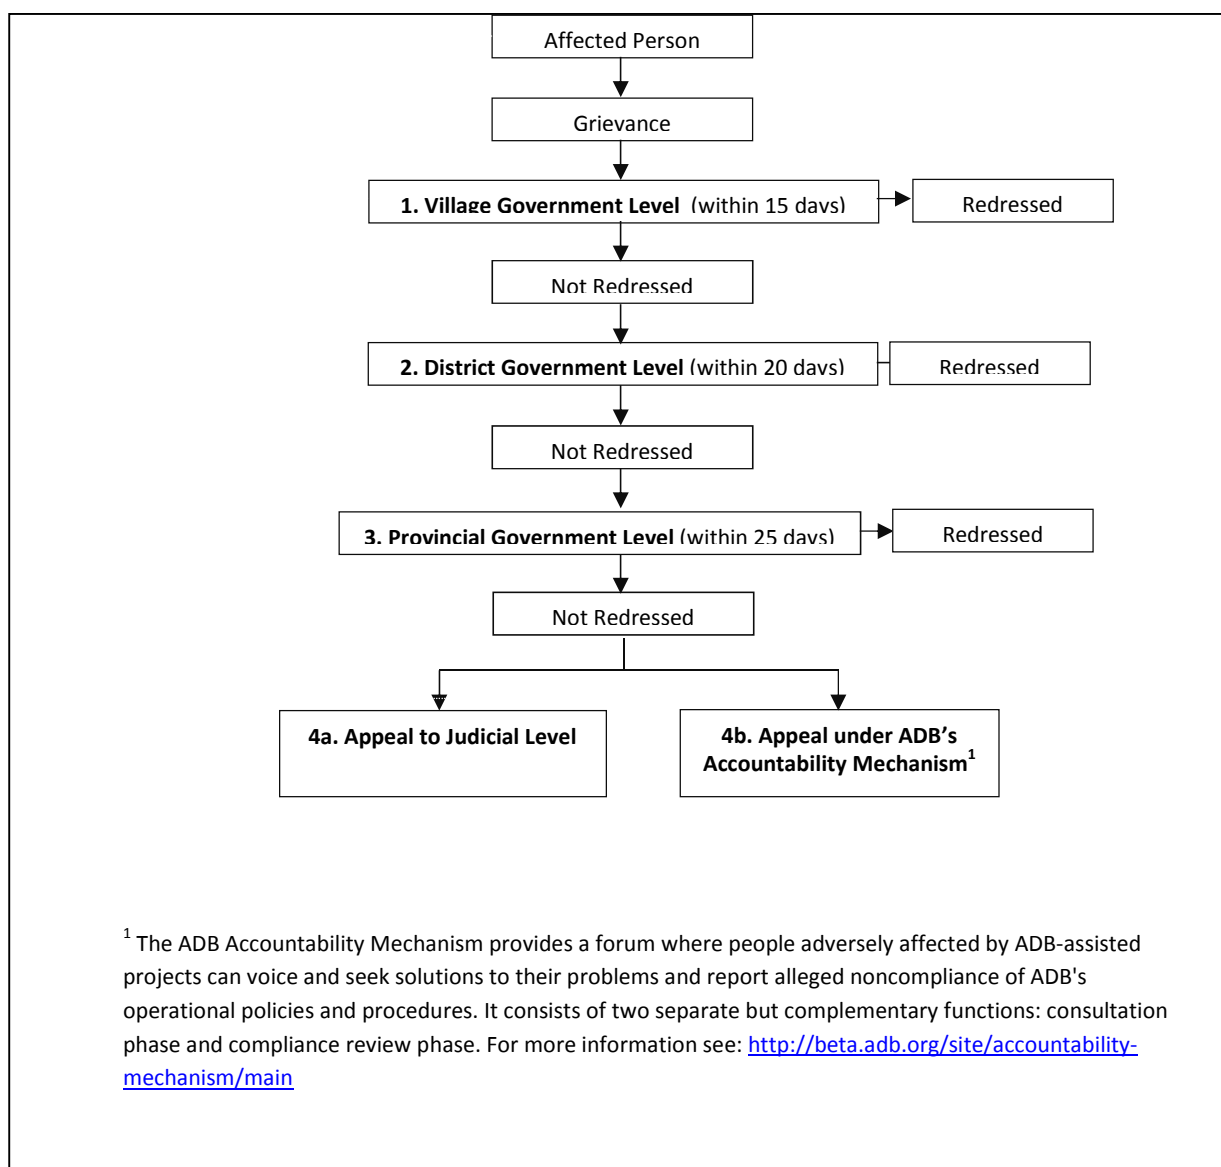 Affected Person
Grievance
1. Village Government Level (within 15 days)
Redressed
Not Redressed
2. District Government Level (within 20 days)
Redressed
Not Redressed
3. Provincial Government Level (within 25 days)
Redressed
Not Redressed
4a. Appeal to Judicial Level
4b. Appeal under ADB’s
Accountability Mechanism1
1 The ADB Accountability Mechanism provides a forum where people adversely affected by ADB-assisted
projects can voice and seek solutions to their problems and report alleged noncompliance of ADB's
operational policies and procedures. It consists of two separate but complementary functions: consultation
phase and compliance review phase. For more information see: http://beta.adb.org/site/accountability-
mechanism/main